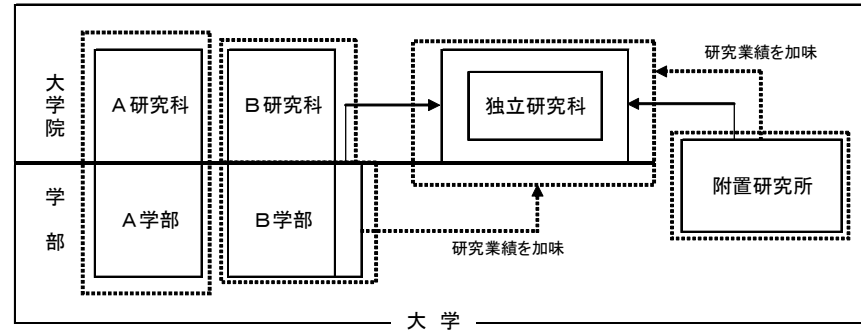 研究業績を加味
大学院
A研究科
B研究科
独立研究科
附置研究所
学部
A学部
B学部
研究業績を加味
大 学